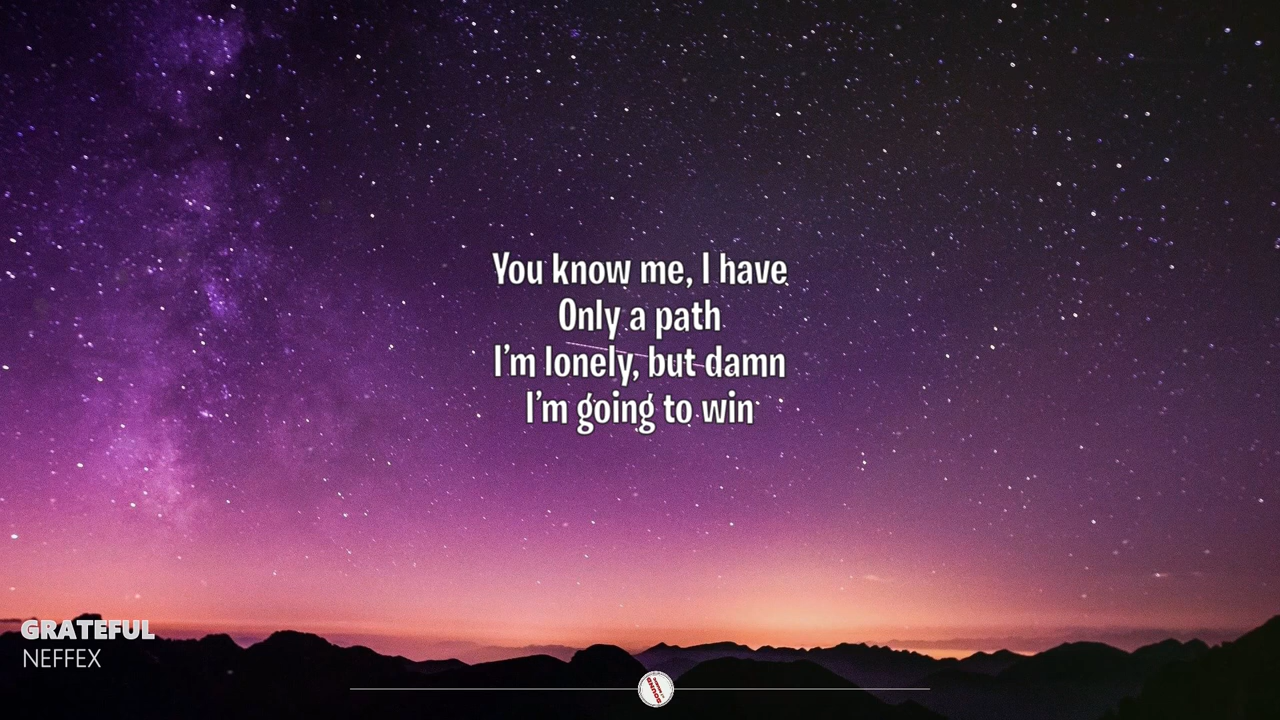 You know me, I have
Only a path
I'm lonely, but damn
I'm going to win
GRATEFUL
NEFFEX